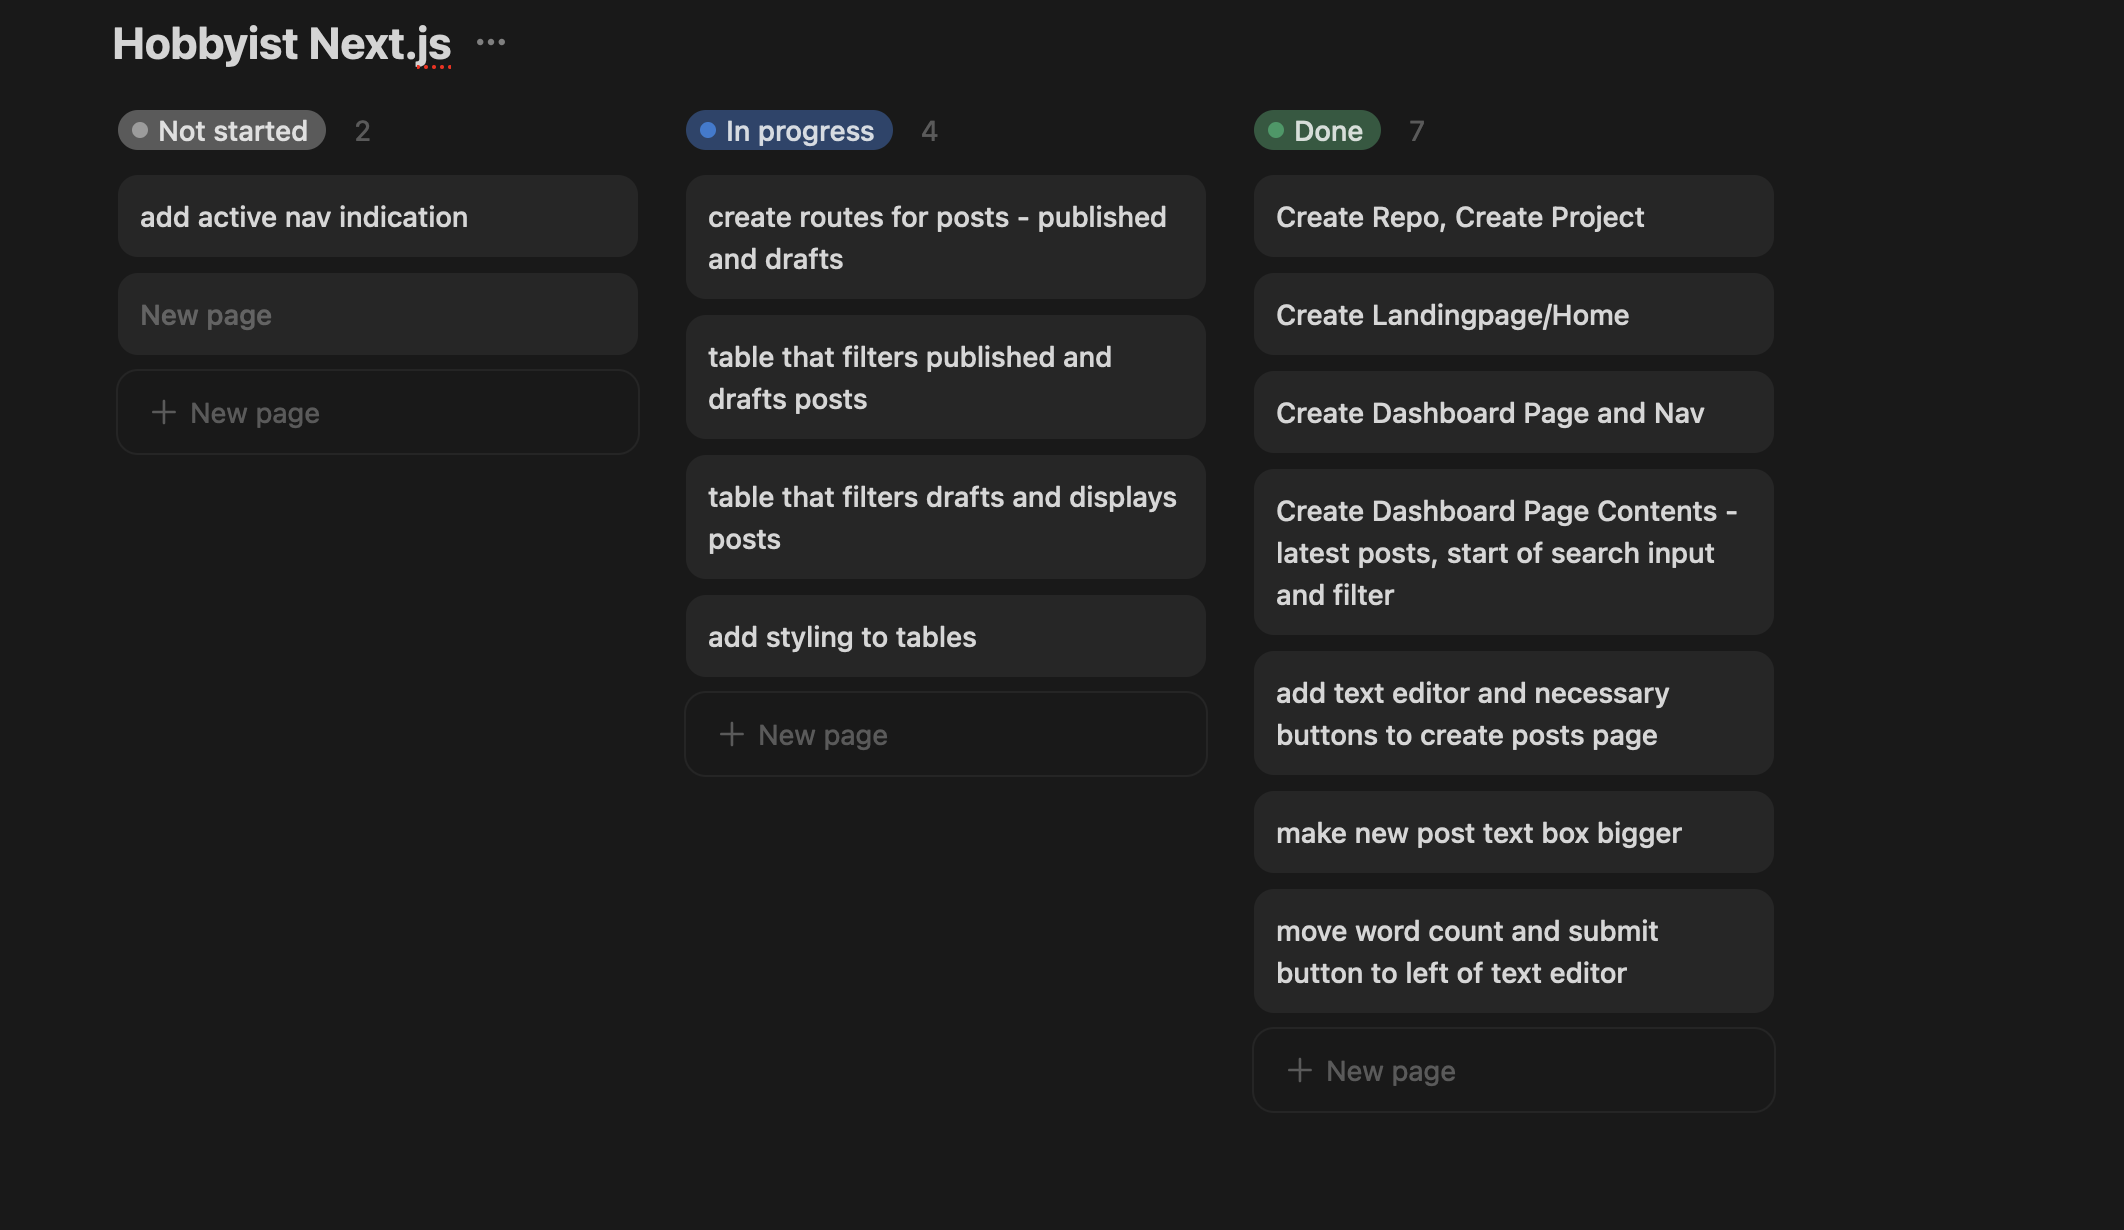 Hobbyist Next.js
Not started 2
add active nav indication
New page
New page
In progress 4
create routes for posts - published
and drafts
table that filters published and
drafts posts
table that filters drafts and displays
posts
add styling to tables
New page
Done 7
Create Repo, Create Project
Create Landingpage/Home
Create Dashboard Page and Nav
Create Dashboard Page Contents -
latest posts, start of search input
and filter
add text editor and necessary
buttons to create posts page
make new post text box bigger
move word count and submit
button to left of text editor
New page